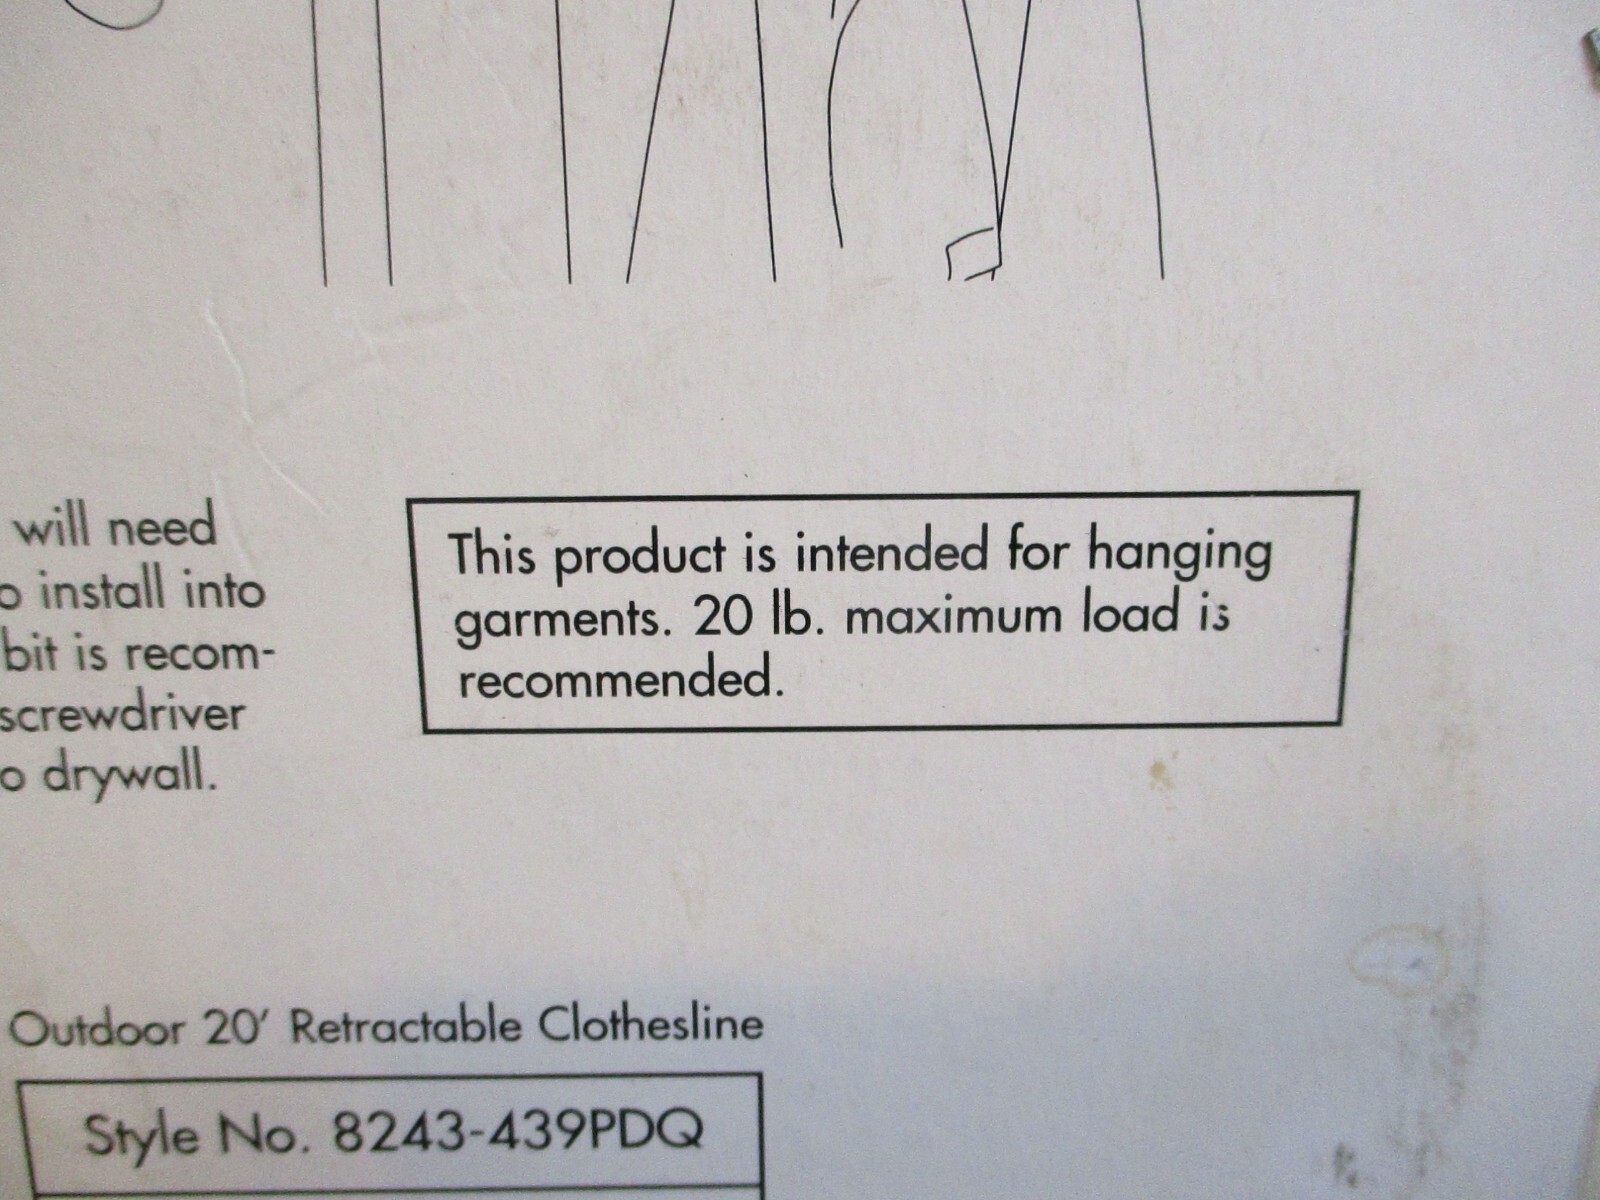 will need
o install into
bit is recom-
screwdriver
o drywall.
This product is intended for hanging
garments. 20 lb. maximum load is
recommended.
Outdoor 20' Retractable Clothesline
Style No. 8243-439PDQ